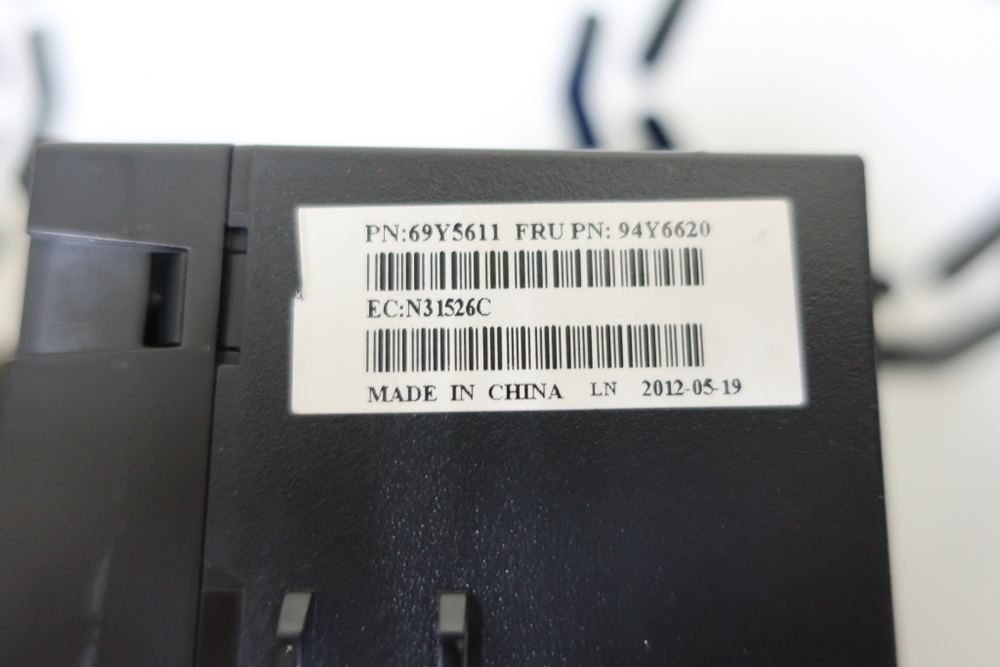 PN:69Y5611 FRU PN: 94Y6620
EC:N31526C
MADE IN CHINA LN 2012-05-19